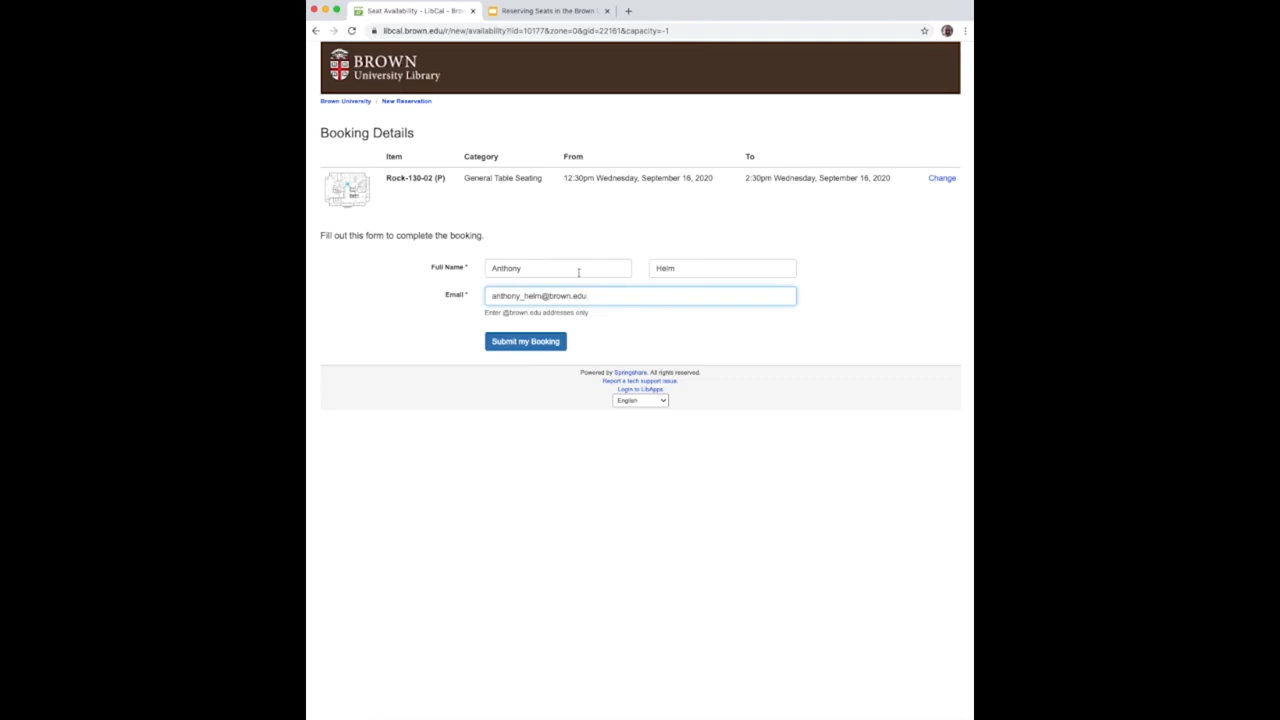 Seat Availability - LibCal - Brow
Reserving Seats in the Brown
libcal.brown.edu/r/new/availability?lid=10177&zone=0&gid=22161&capacity=-1
BROWN
University Library
Brown University / New Reservation
Booking Details
Item Category From To
Rock-130-02 (P) General Table Seating 12:30pm Wednesday, September 16, 2020 2:30pm Wednesday, September 16, 2020 Change
Fill out this form to complete the booking.
Full Name * Anthony Helm
Email * anthony_helm@brown.edu
Enter @brown.edu addresses only
Submit my Booking
Powered by Springshare. All rights reserved.
Report a tech support issue.
Login to LibApps
English